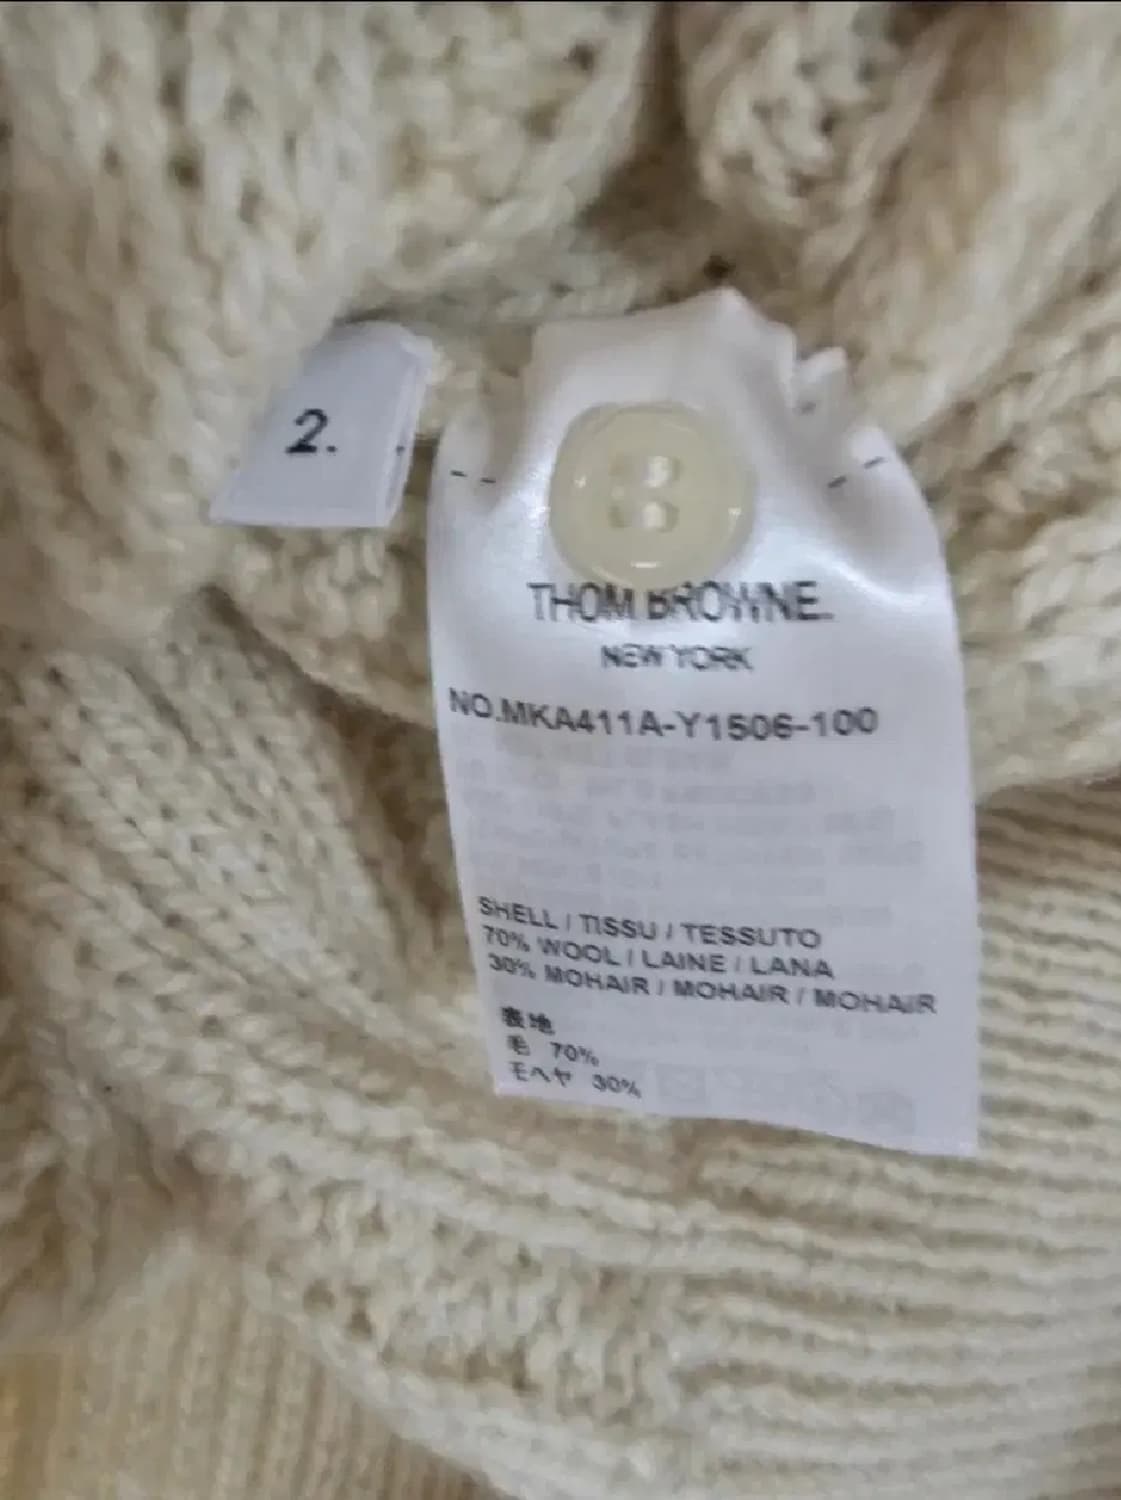 2.
THOM BROWNE.
NEW YORK
NO.MKA411A-Y1506-100
SHELL / TISSU / TESSUTO
70% WOOL / LAINE / LANA
30% MOHAIR / MOHAIR / MOHAIR
表地
毛 70%
モヘヤ 30%